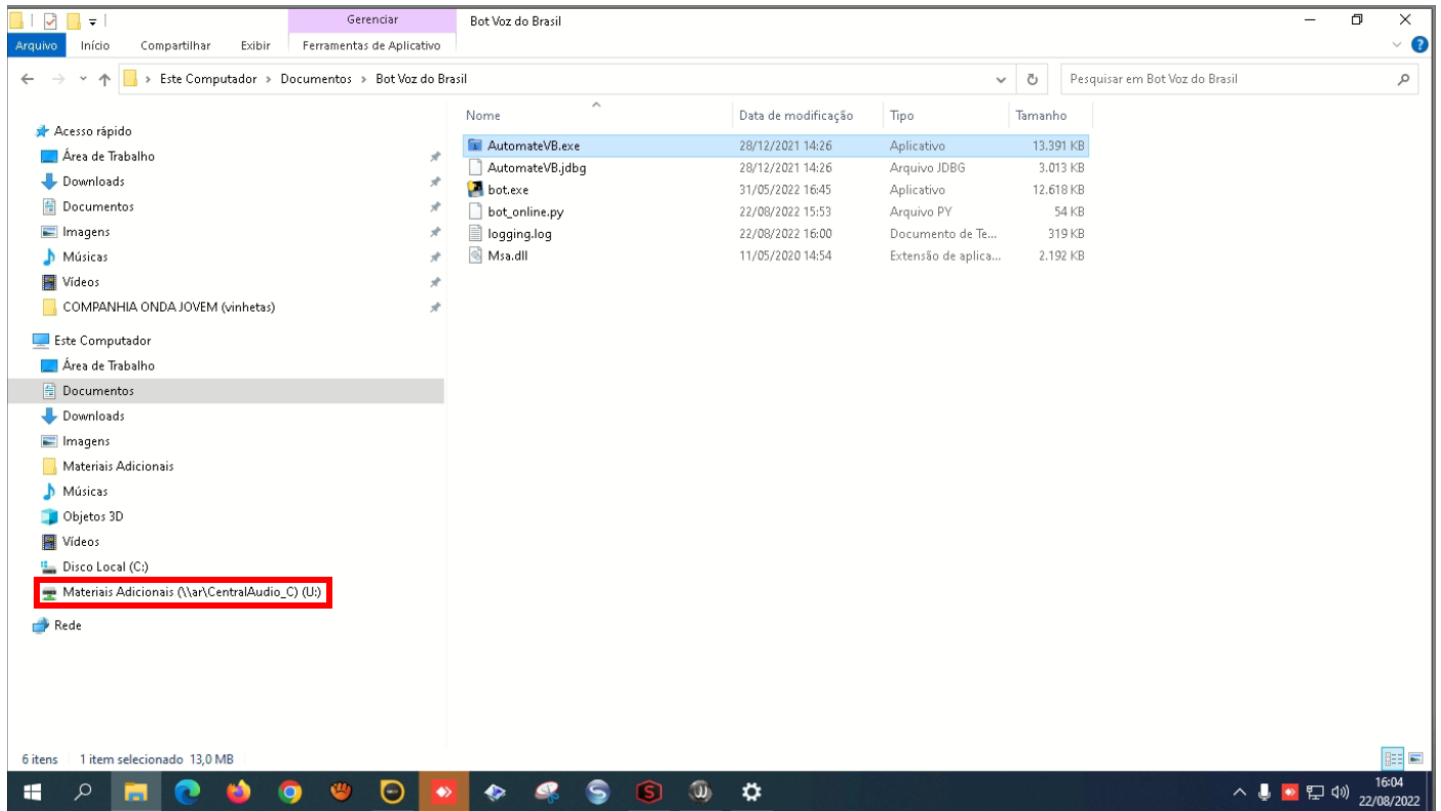 Gerenciar
Bot Voz do Brasil
Arquivo
Início
Compartilhar
Exibir
Ferramentas de Aplicativo
Este Computador > Documentos > Bot Voz do Brasil
Pesquisar em Bot Voz do Brasil
Acesso rápido
Área de Trabalho
Downloads
Documentos
Imagens
Músicas
Vídeos
COMPANHIA ONDA JOVEM (vinhetas)
Este Computador
Área de Trabalho
Documentos
Downloads
Imagens
Materiais Adicionais
Músicas
Objetos 3D
Vídeos
Disco Local (C:)
Materiais Adicionais (\\ar\CentralAudio_C) (U:)
Rede
Nome Data de modificação Tipo Tamanho
AutomateVB.exe 28/12/2021 14:26 Aplicativo 13.391 KB
AutomateVB.jdbg 28/12/2021 14:26 Arquivo JDBG 3.013 KB
bot.exe 31/05/2022 16:45 Aplicativo 12.618 KB
bot_online.py 22/08/2022 15:53 Arquivo PY 54 KB
logging.log 22/08/2022 16:00 Documento de Te... 319 KB
Msa.dll 11/05/2020 14:54 Extensão de aplica... 2.192 KB
6 itens 1 item selecionado 13,0 MB
16:04
22/08/2022